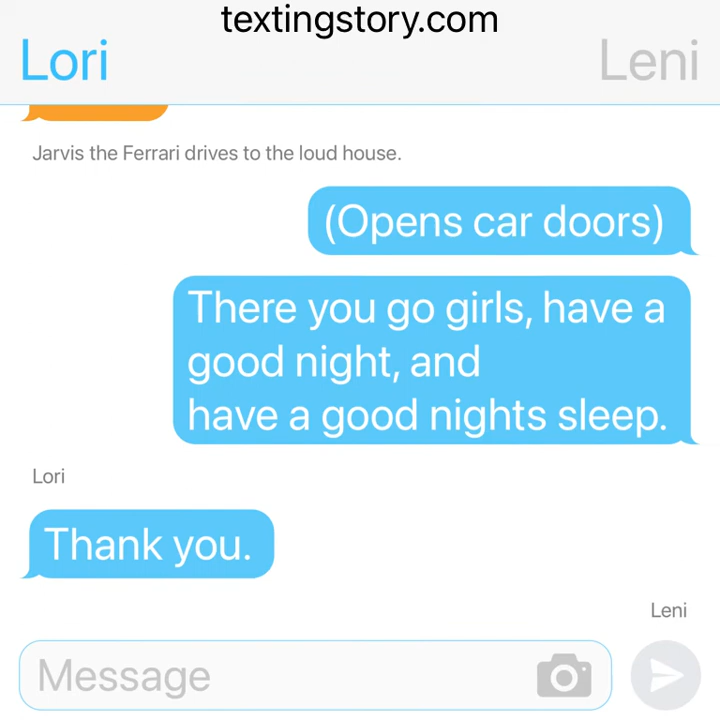 textingstory.com
Lori
Leni
Jarvis the Ferrari drives to the loud house.
(Opens car doors)
There you go girls, have a
good night, and
have a good nights sleep.
Lori
Thank you.
Leni
Message